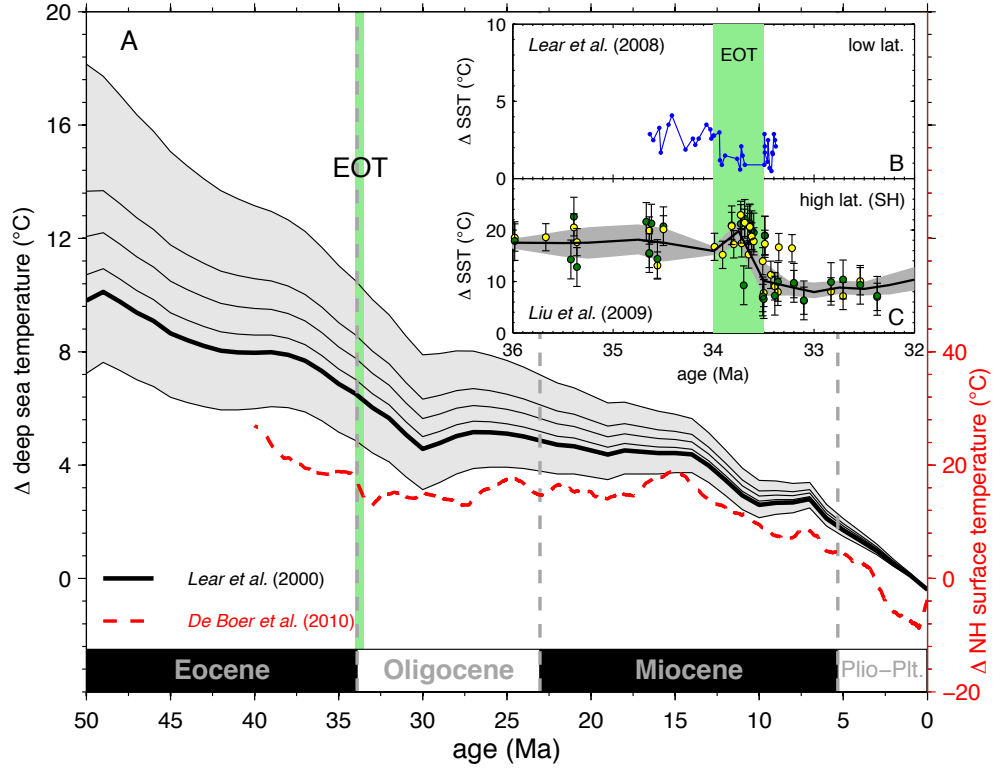 A
20
16
12
8
4
0
Δ deep sea temperature (°C)
EOT
Lear et al. (2000)
De Boer et al. (2010)
Eocene
Oligocene
Miocene
Plio−Plt.
50 45 40 35 30 25 20 15 10 5 0
age (Ma)
40
20
0
−20
Δ NH surface temperature (°C)
Lear et al. (2008)
EOT
low lat.
B
10
5
0
Δ SST (°C)
high lat. (SH)
20
10
0
Δ SST (°C)
Liu et al. (2009)
C
36 35 34 33 32
age (Ma)